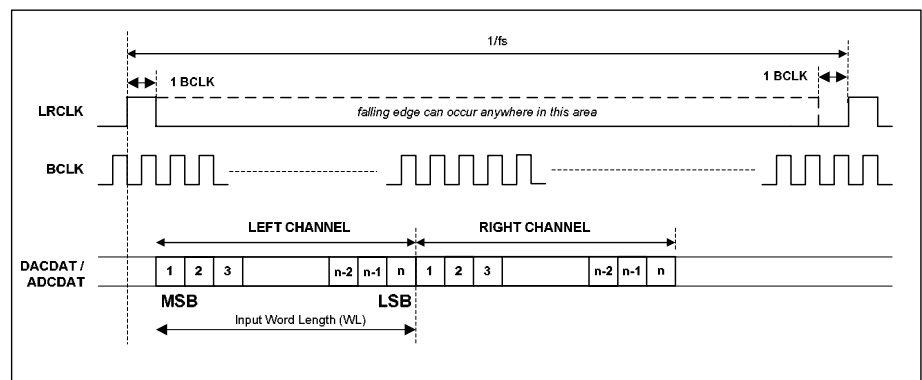 1/fs
1 BCLK
1 BCLK
LRCLK
falling edge can occur anywhere in this area
BCLK
LEFT CHANNEL
RIGHT CHANNEL
DACDAT /
ADCDAT
1 2 3 n-2 n-1 n 1 2 3 n-2 n-1 n
MSB
LSB
Input Word Length (WL)